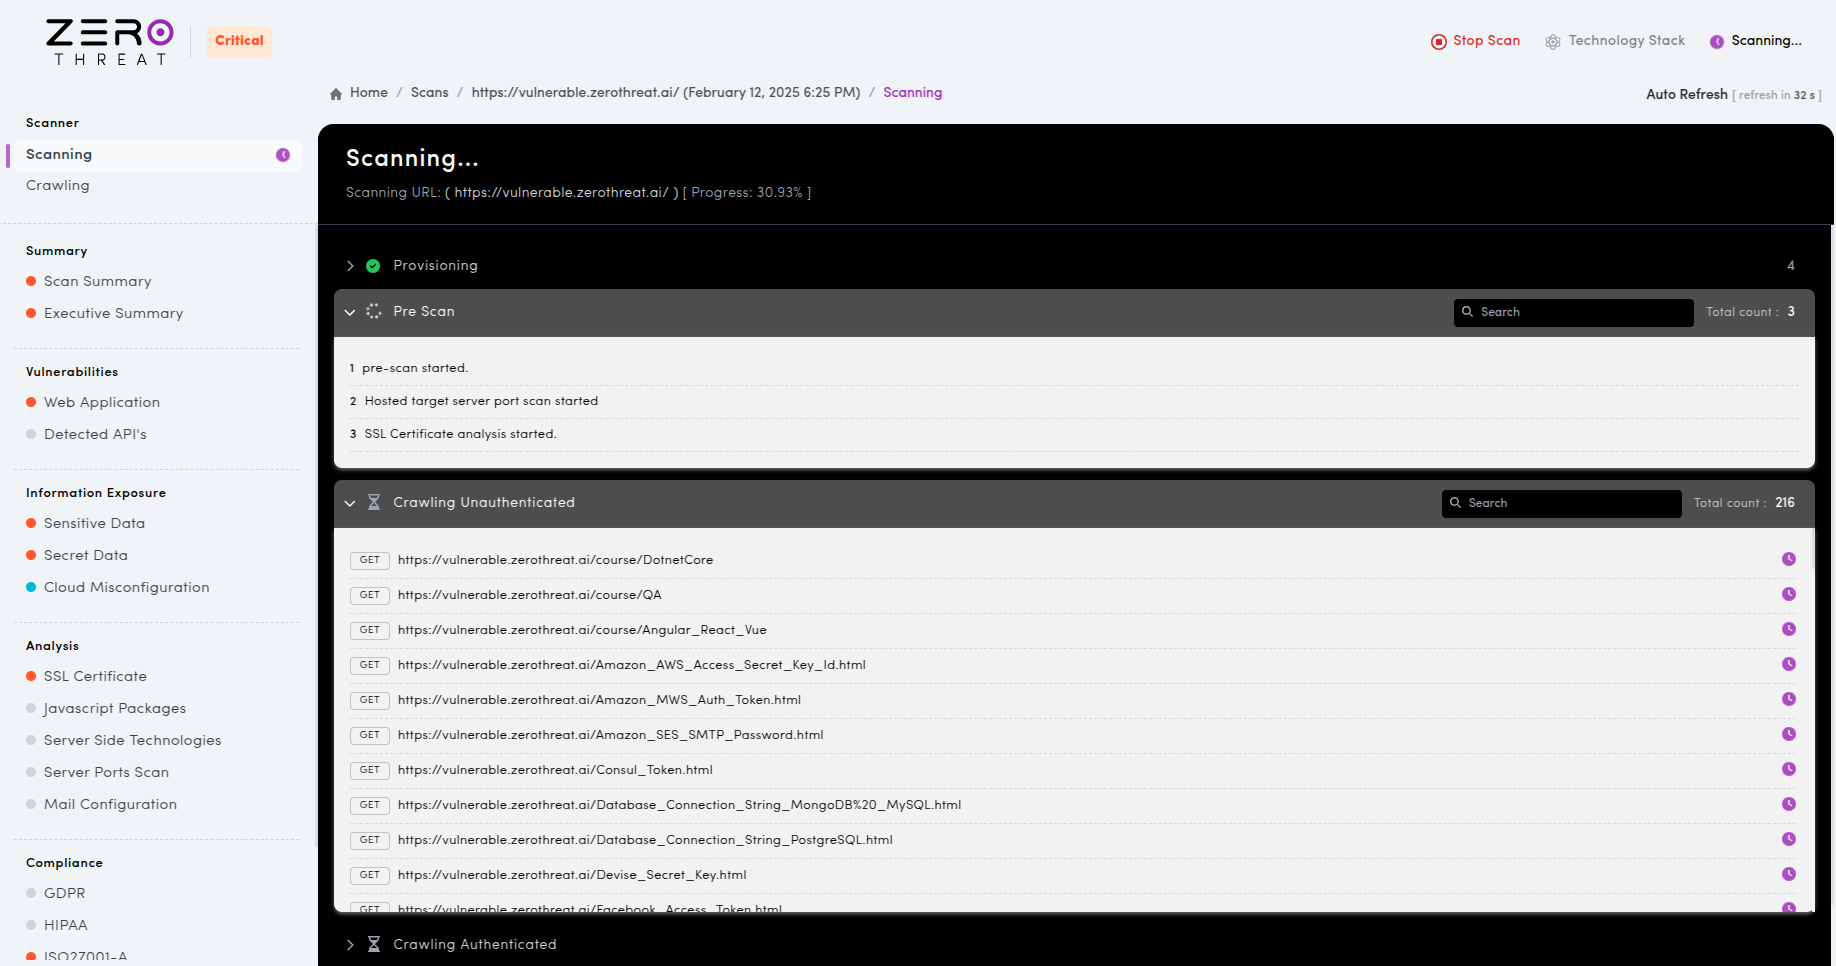 ZERO
THREAT
Critical
Stop Scan
Technology Stack
Scanning...
Home / Scans / https://vulnerable.zerothreat.ai/ (February 12, 2025 6:25 PM) / Scanning
Auto Refresh [ refresh in 32 s ]
Scanner
Scanning
Crawling
Summary
Scan Summary
Executive Summary
Vulnerabilities
Web Application
Detected API's
Information Exposure
Sensitive Data
Secret Data
Cloud Misconfiguration
Analysis
SSL Certificate
Javascript Packages
Server Side Technologies
Server Ports Scan
Mail Configuration
Compliance
GDPR
HIPAA
ISO27001-A
Scanning...
Scanning URL: ( https://vulnerable.zerothreat.ai/ ) [ Progress: 30.93% ]
Provisioning 4
Pre Scan Search Total count : 3
1 pre-scan started.
2 Hosted target server port scan started
3 SSL Certificate analysis started.
Crawling Unauthenticated Search Total count : 216
GET https://vulnerable.zerothreat.ai/course/DotnetCore
GET https://vulnerable.zerothreat.ai/course/QA
GET https://vulnerable.zerothreat.ai/course/Angular_React_Vue
GET https://vulnerable.zerothreat.ai/Amazon_AWS_Access_Secret_Key_Id.html
GET https://vulnerable.zerothreat.ai/Amazon_MWS_Auth_Token.html
GET https://vulnerable.zerothreat.ai/Amazon_SES_SMTP_Password.html
GET https://vulnerable.zerothreat.ai/Consul_Token.html
GET https://vulnerable.zerothreat.ai/Database_Connection_String_MongoDB%20_MySQL.html
GET https://vulnerable.zerothreat.ai/Database_Connection_String_PostgreSQL.html
GET https://vulnerable.zerothreat.ai/Devise_Secret_Key.html
GET https://vulnerable.zerothreat.ai/Facebook_Access_Token.html
Crawling Authenticated